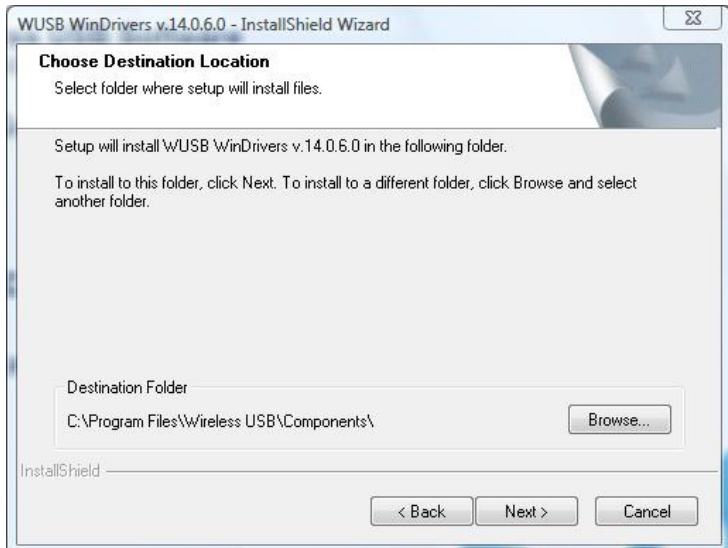 WUSB WinDrivers v.14.0.6.0 - InstallShield Wizard
Choose Destination Location
Select folder where setup will install files.
Setup will install WUSB WinDrivers v.14.0.6.0 in the following folder.
To install to this folder, click Next. To install to a different folder, click Browse and select
another folder.
Destination Folder
C:\Program Files\Wireless USB\Components\
Browse...
InstallShield
< Back
Next >
Cancel